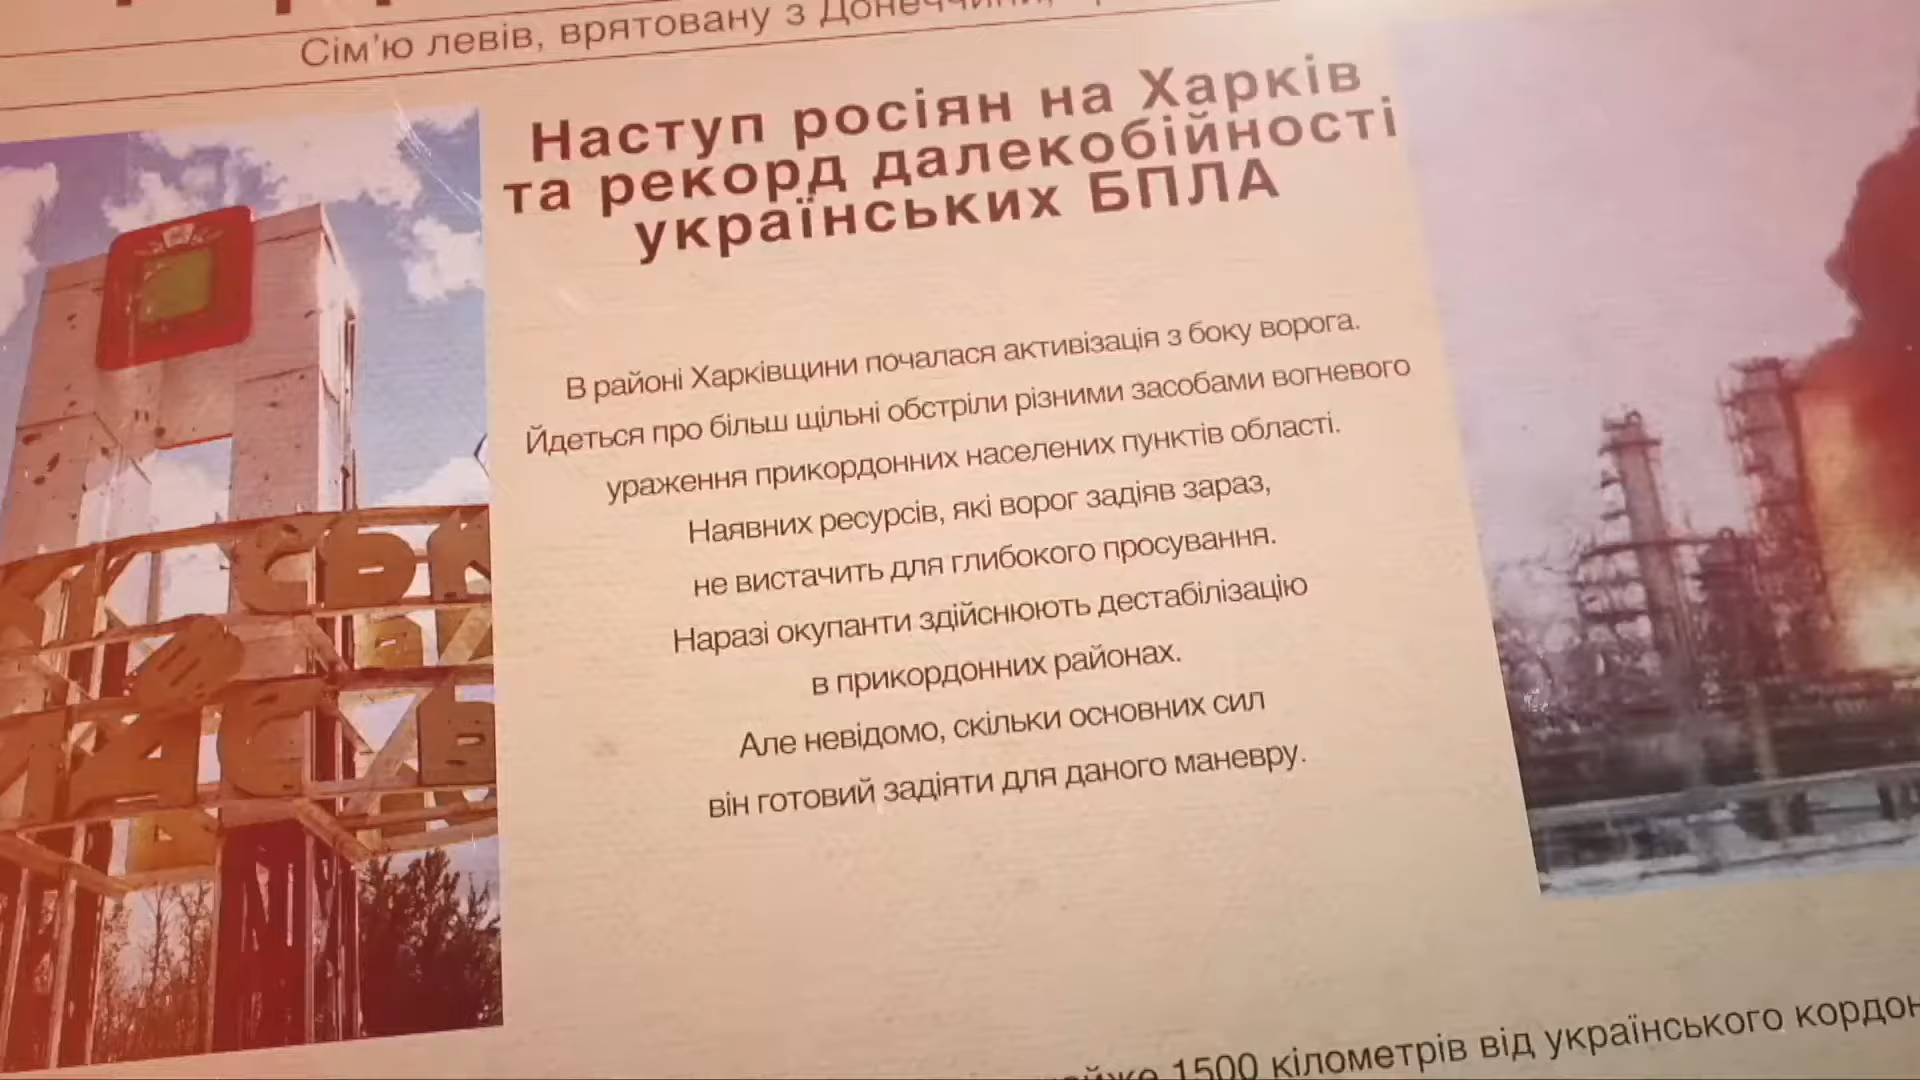 Сім'ю левів, врятовану з Донеччини,
Наступ росіян на Харків
та рекорд далекобійності
українських БПЛА
В районі Харківщини почалася активізація з боку ворога.
Йдеться про більш щільні обстріли різними засобами вогневого
ураження прикордонних населених пунктів області.
Наявних ресурсів, які ворог задіяв зараз,
не вистачить для глибокого просування.
Наразі окупанти здійснюють дестабілізацію
в прикордонних районах.
Але невідомо, скільки основних сил
він готовий задіяти для даного маневру.
1500 кілометрів від українського